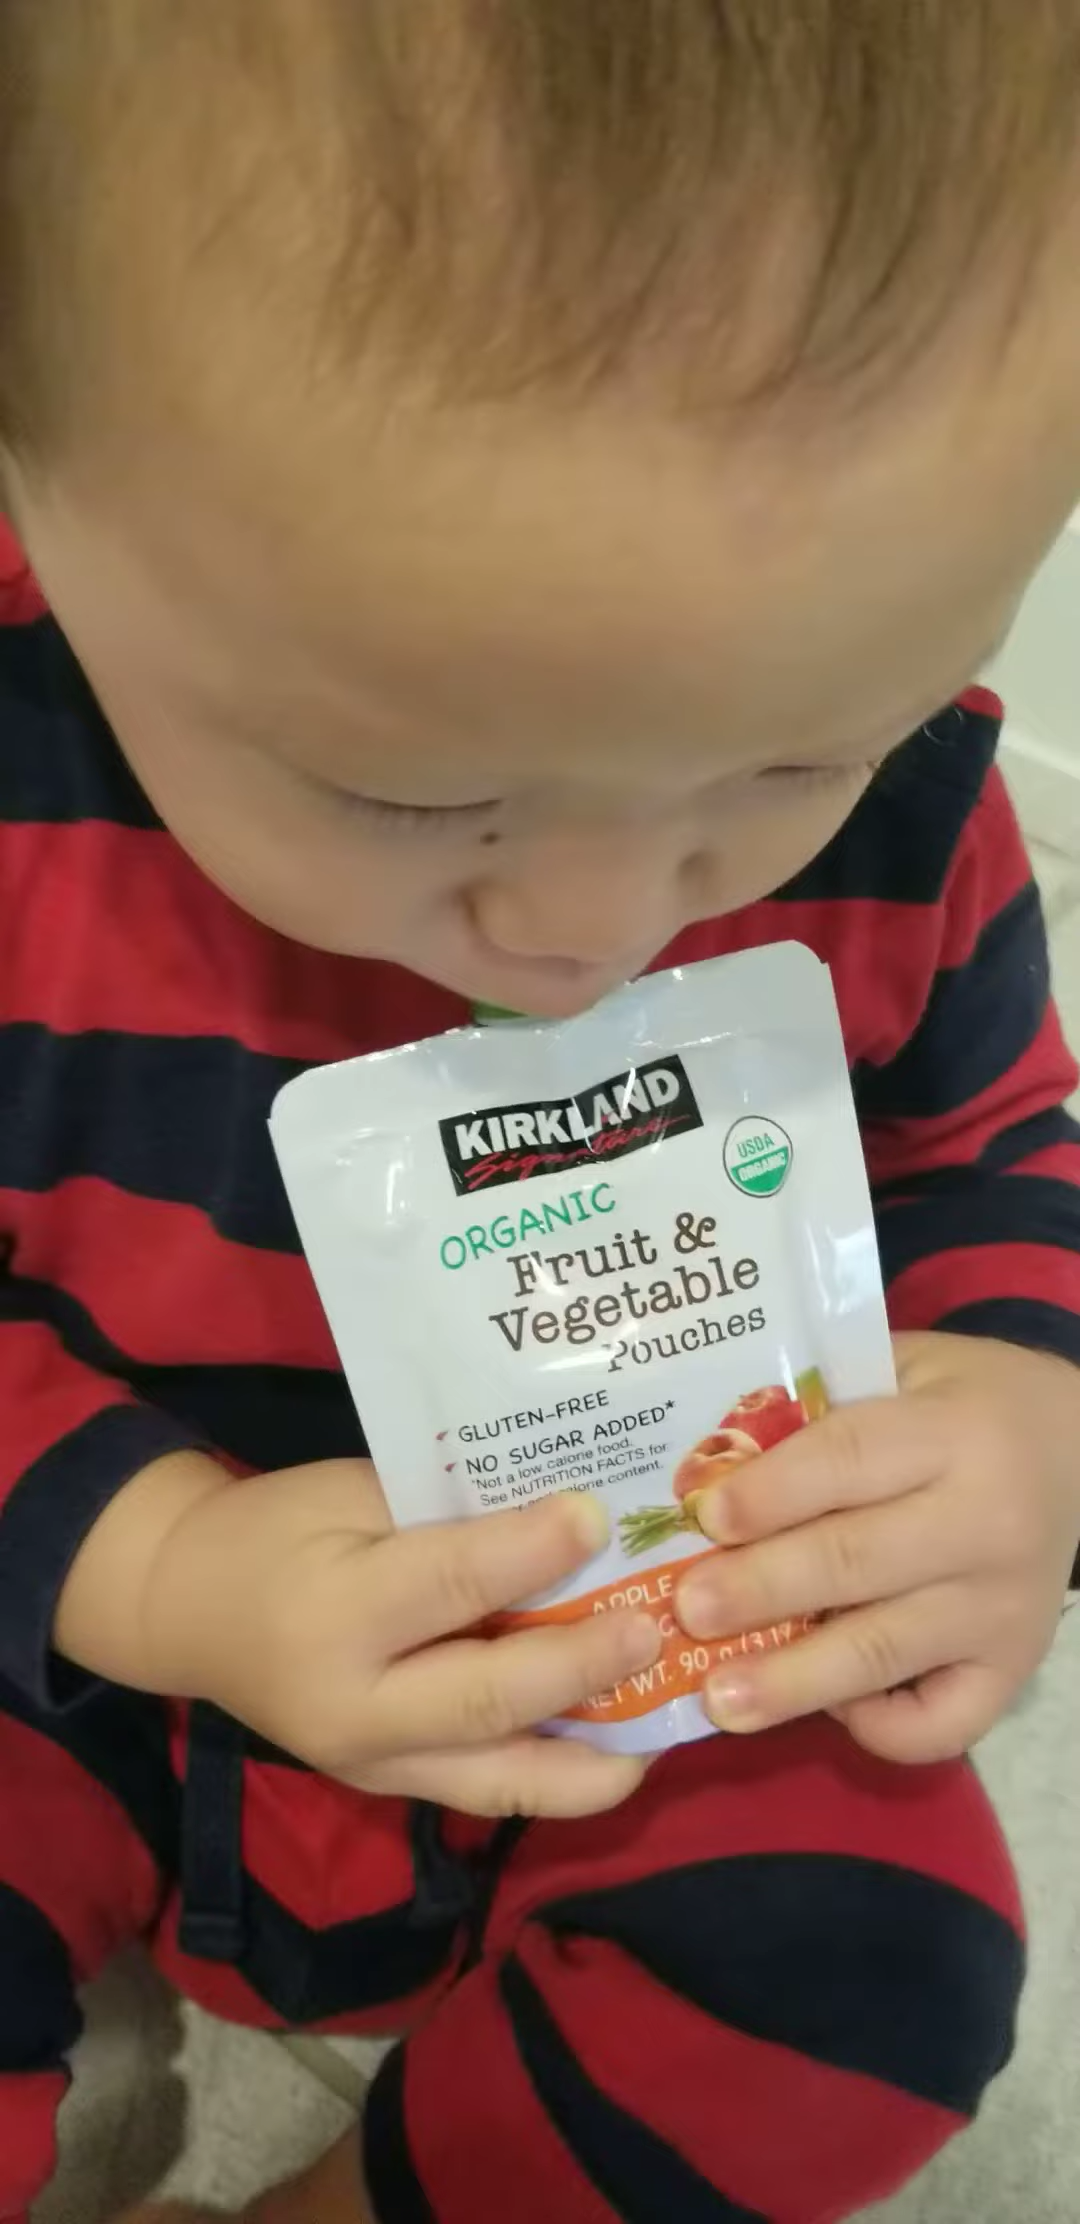 KIRKLAND
Signature
USDA
ORGANIC
ORGANIC
Fruit &
Vegetable
Pouches
GLUTEN-FREE
NO SUGAR ADDED*
*Not a low calorie food.
See NUTRITION FACTS for
and calorie content.
APPLE
NET WT. 90 g